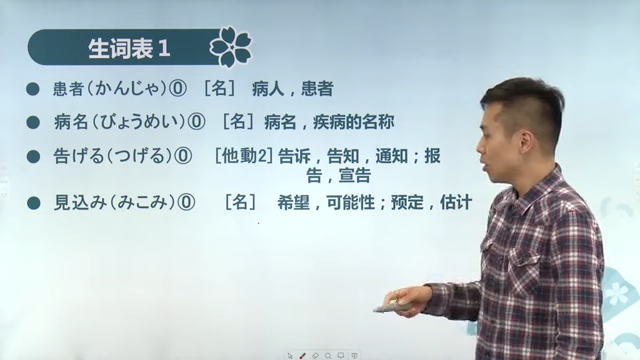 生词表1
● 患者(かんじゃ)⓪ [名] 病人，患者
● 病名(びょうめい)⓪ [名] 病名，疾病的名称
● 告げる(つげる)⓪ [他動2] 告诉，告知，通知；报
告，宣告
● 見込み(みこみ)⓪ [名] 希望，可能性；预定，估计